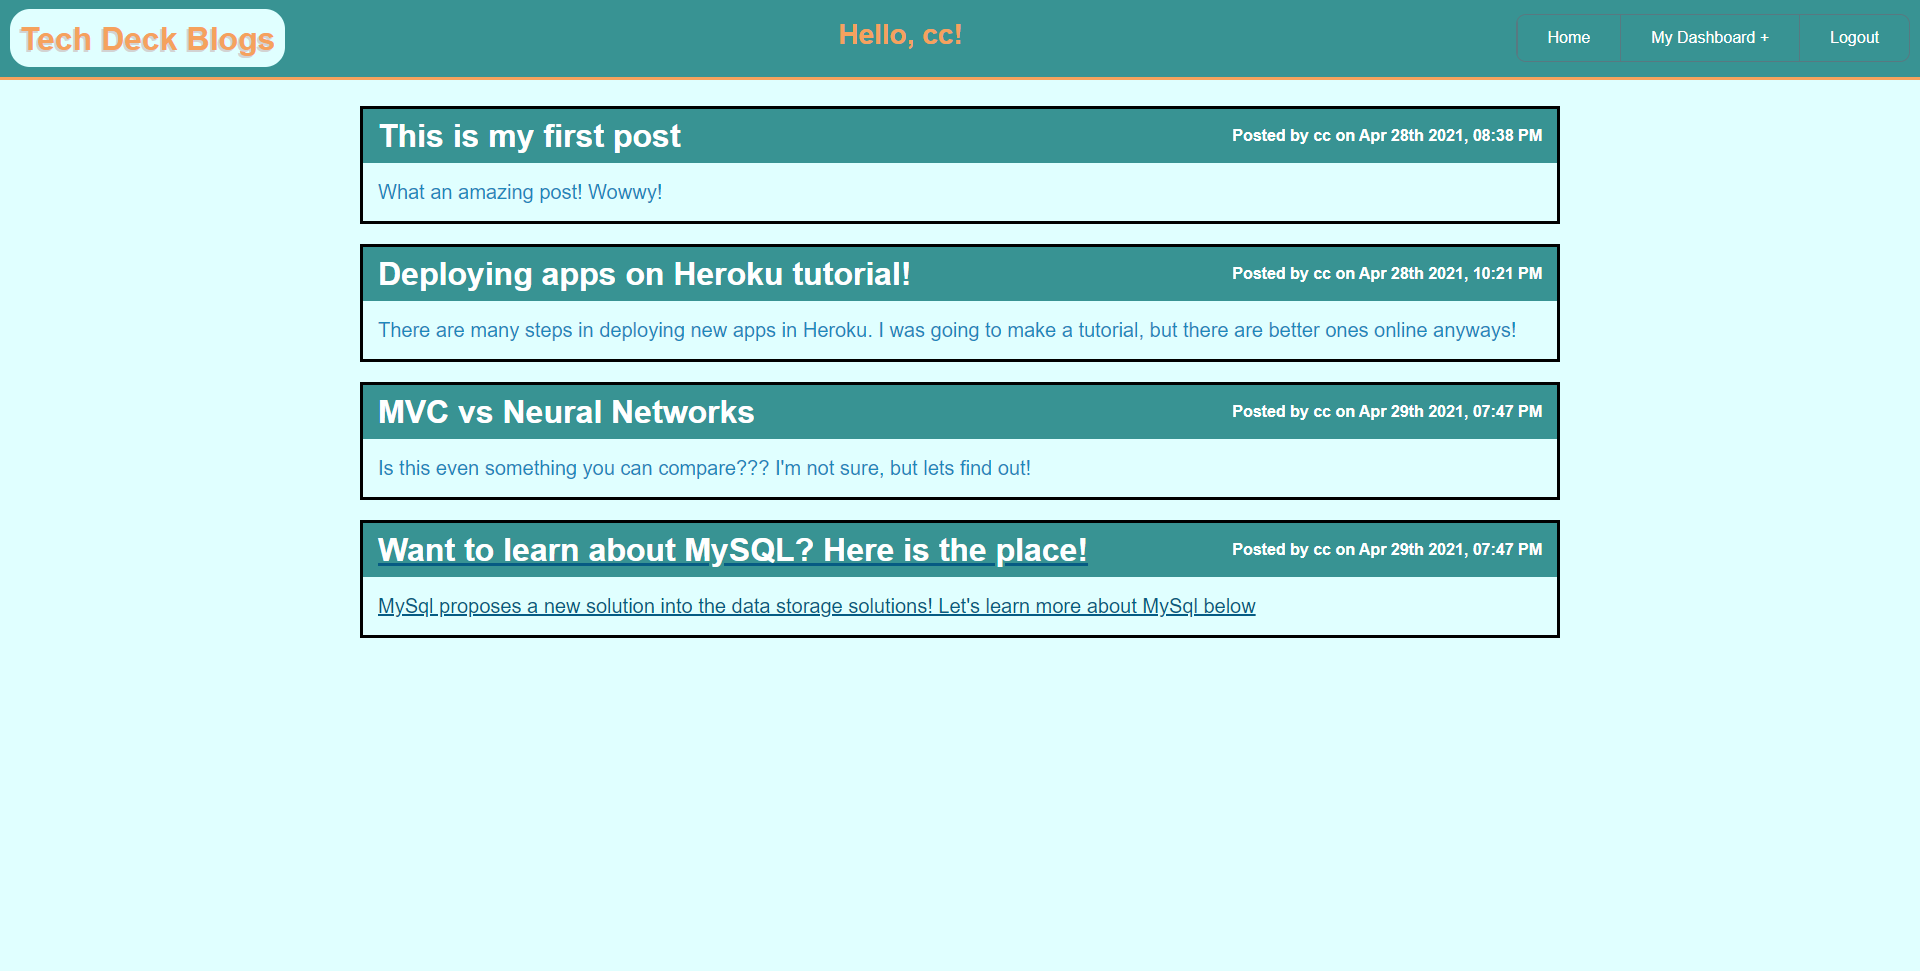 Tech Deck Blogs
Hello, cc!
Home
My Dashboard +
Logout
This is my first post
Posted by cc on Apr 28th 2021, 08:38 PM
What an amazing post! Wowwy!
Deploying apps on Heroku tutorial!
Posted by cc on Apr 28th 2021, 10:21 PM
There are many steps in deploying new apps in Heroku. I was going to make a tutorial, but there are better ones online anyways!
MVC vs Neural Networks
Posted by cc on Apr 29th 2021, 07:47 PM
Is this even something you can compare??? I'm not sure, but lets find out!
Want to learn about MySQL? Here is the place!
Posted by cc on Apr 29th 2021, 07:47 PM
MySql proposes a new solution into the data storage solutions! Let's learn more about MySql below